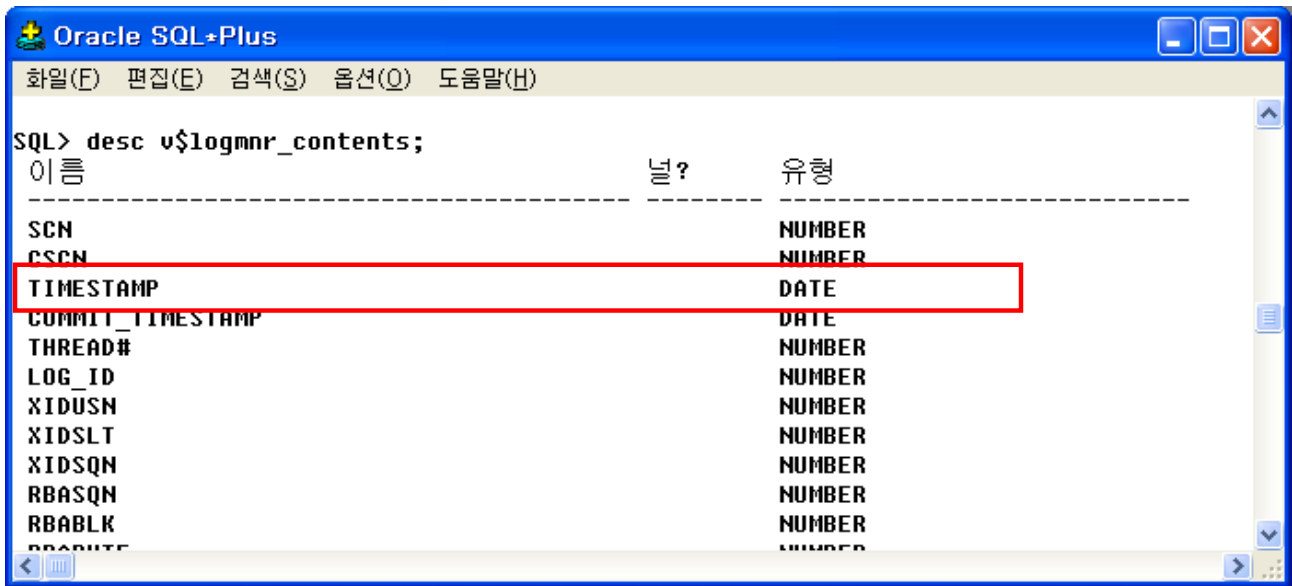 Oracle SQL*Plus
화일(F) 편집(E) 검색(S) 옵션(O) 도움말(H)
SQL> desc v$logmnr_contents;
이름 널? 유형
----------------------------------------- -------- ----------------------------
SCN NUMBER
CSCN NUMBER
TIMESTAMP DATE
COMMIT_TIMESTAMP DATE
THREAD# NUMBER
LOG_ID NUMBER
XIDUSN NUMBER
XIDSLT NUMBER
XIDSQN NUMBER
RBASQN NUMBER
RBABLK NUMBER